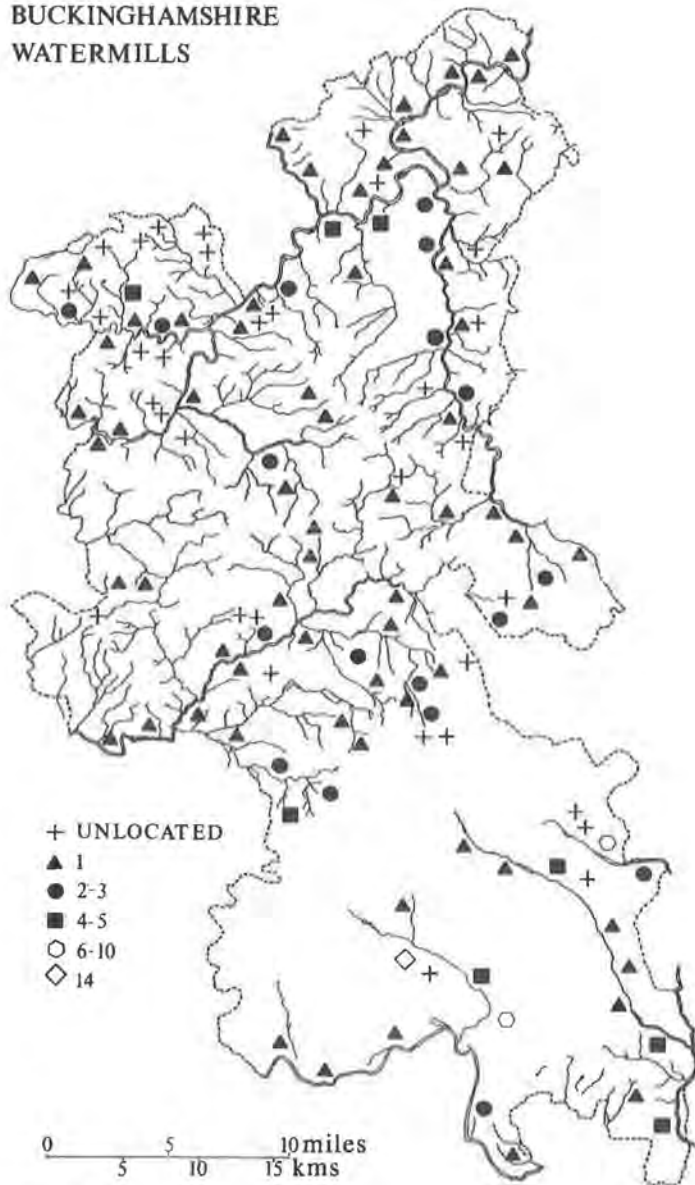 BUCKINGHAMSHIRE
WATERMILLS
+ UNLOCATED
▲ 1
● 2-3
■ 4-5
⬡ 6-10
◇ 14
0 5 10 miles
5 10 15 kms